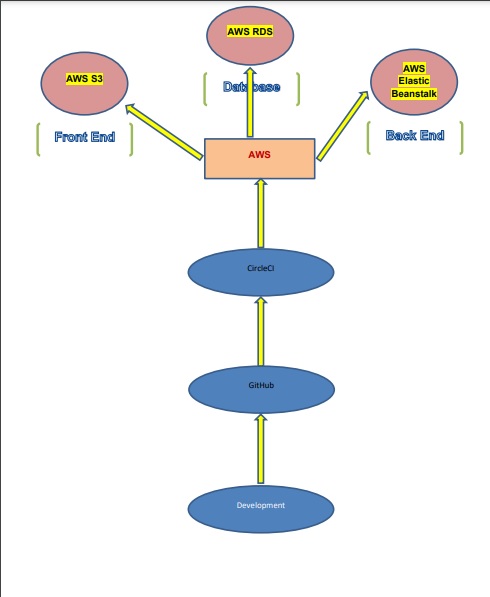 AWS RDS
AWS S3
AWS
Elastic
Beanstalk
Database
Front End
Back End
AWS
CircleCI
GitHub
Development